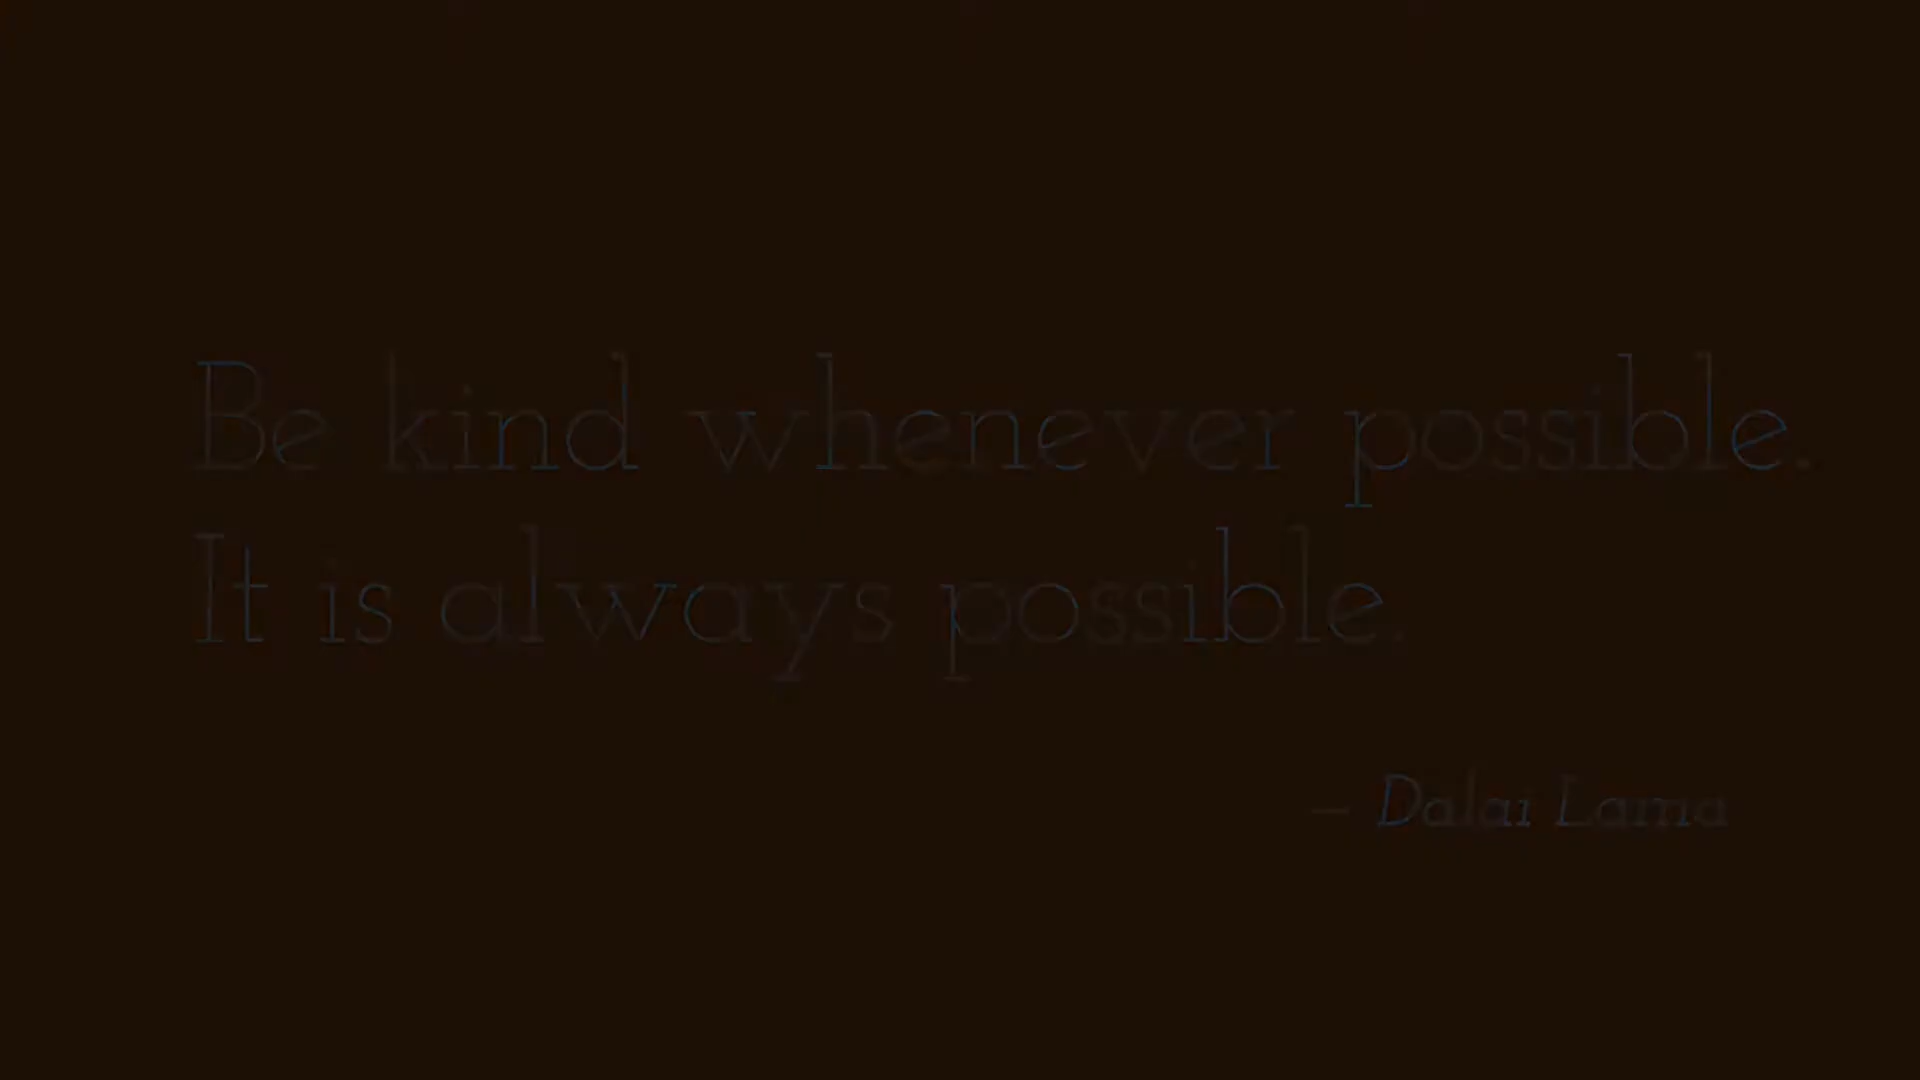 Be kind whenever possible.
It is always possible.
– Dalai Lama